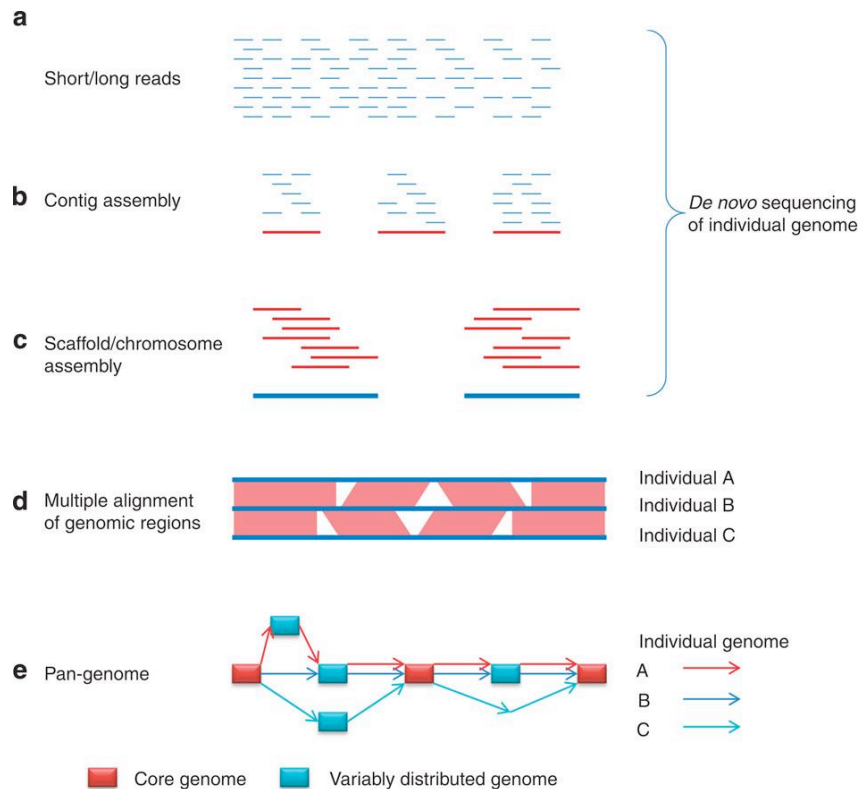 a
Short/long reads
b Contig assembly
De novo sequencing
of individual genome
c Scaffold/chromosome
assembly
d Multiple alignment
of genomic regions
Individual A
Individual B
Individual C
e Pan-genome
Individual genome
A
B
C
Core genome Variably distributed genome